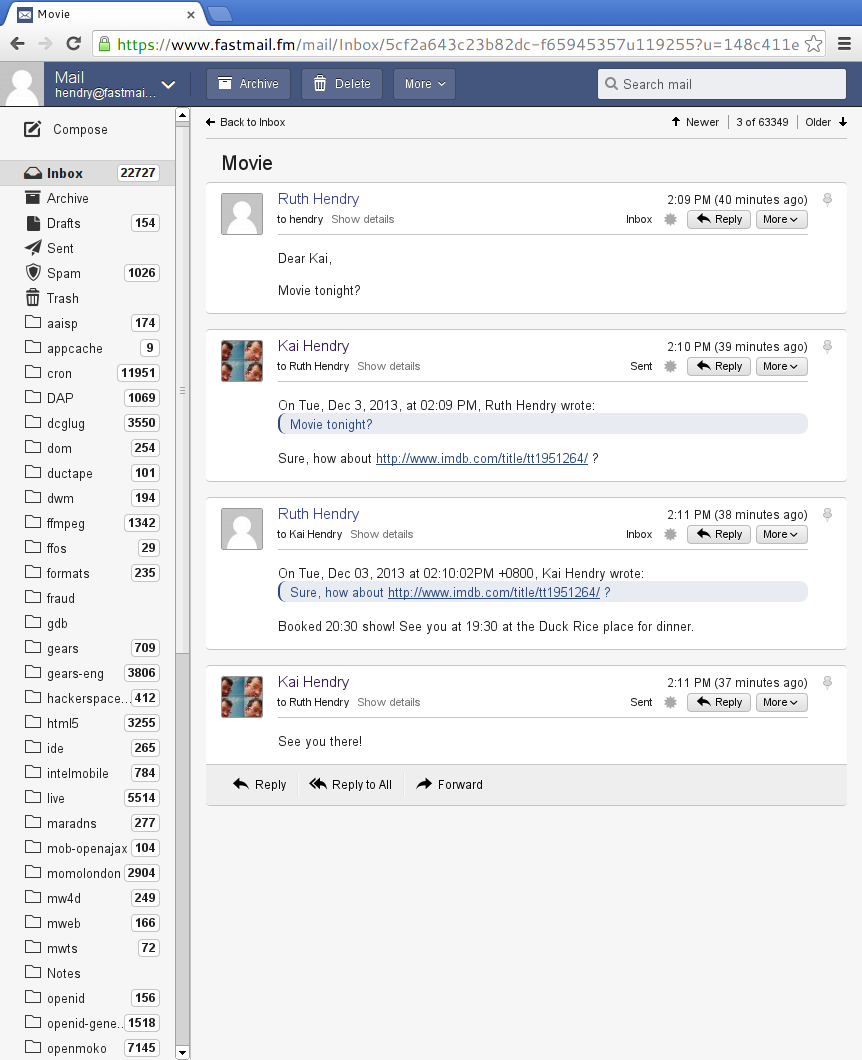 Movie
https://www.fastmail.fm/mail/Inbox/5cf2a643c23b82dc-f65945357u119255?u=148c411e
Mail
hendry@fastmai...
Archive
Delete
More
Search mail
Compose
Inbox 22727
Archive
Drafts 154
Sent
Spam 1026
Trash
aaisp 174
appcache 9
cron 11951
DAP 1069
dcglug 3550
dom 254
ductape 101
dwm 194
ffmpeg 1342
ffos 29
formats 235
fraud
gdb
gears 709
gears-eng 3806
hackerspace... 412
html5 3255
ide 265
intelmobile 784
live 5514
maradns 277
mob-openajax 104
momolondon 2904
mw4d 249
mweb 166
mwts 72
Notes
openid 156
openid-gene... 1518
openmoko 7145
Back to Inbox
Newer 3 of 63349 Older
Movie
Ruth Hendry 2:09 PM (40 minutes ago)
to hendry Show details Inbox Reply More
Dear Kai,
Movie tonight?
Kai Hendry 2:10 PM (39 minutes ago)
to Ruth Hendry Show details Sent Reply More
On Tue, Dec 3, 2013, at 02:09 PM, Ruth Hendry wrote:
Movie tonight?
Sure, how about http://www.imdb.com/title/tt1951264/ ?
Ruth Hendry 2:11 PM (38 minutes ago)
to Kai Hendry Show details Inbox Reply More
On Tue, Dec 03, 2013 at 02:10:02PM +0800, Kai Hendry wrote:
Sure, how about http://www.imdb.com/title/tt1951264/ ?
Booked 20:30 show! See you at 19:30 at the Duck Rice place for dinner.
Kai Hendry 2:11 PM (37 minutes ago)
to Ruth Hendry Show details Sent Reply More
See you there!
Reply Reply to All Forward